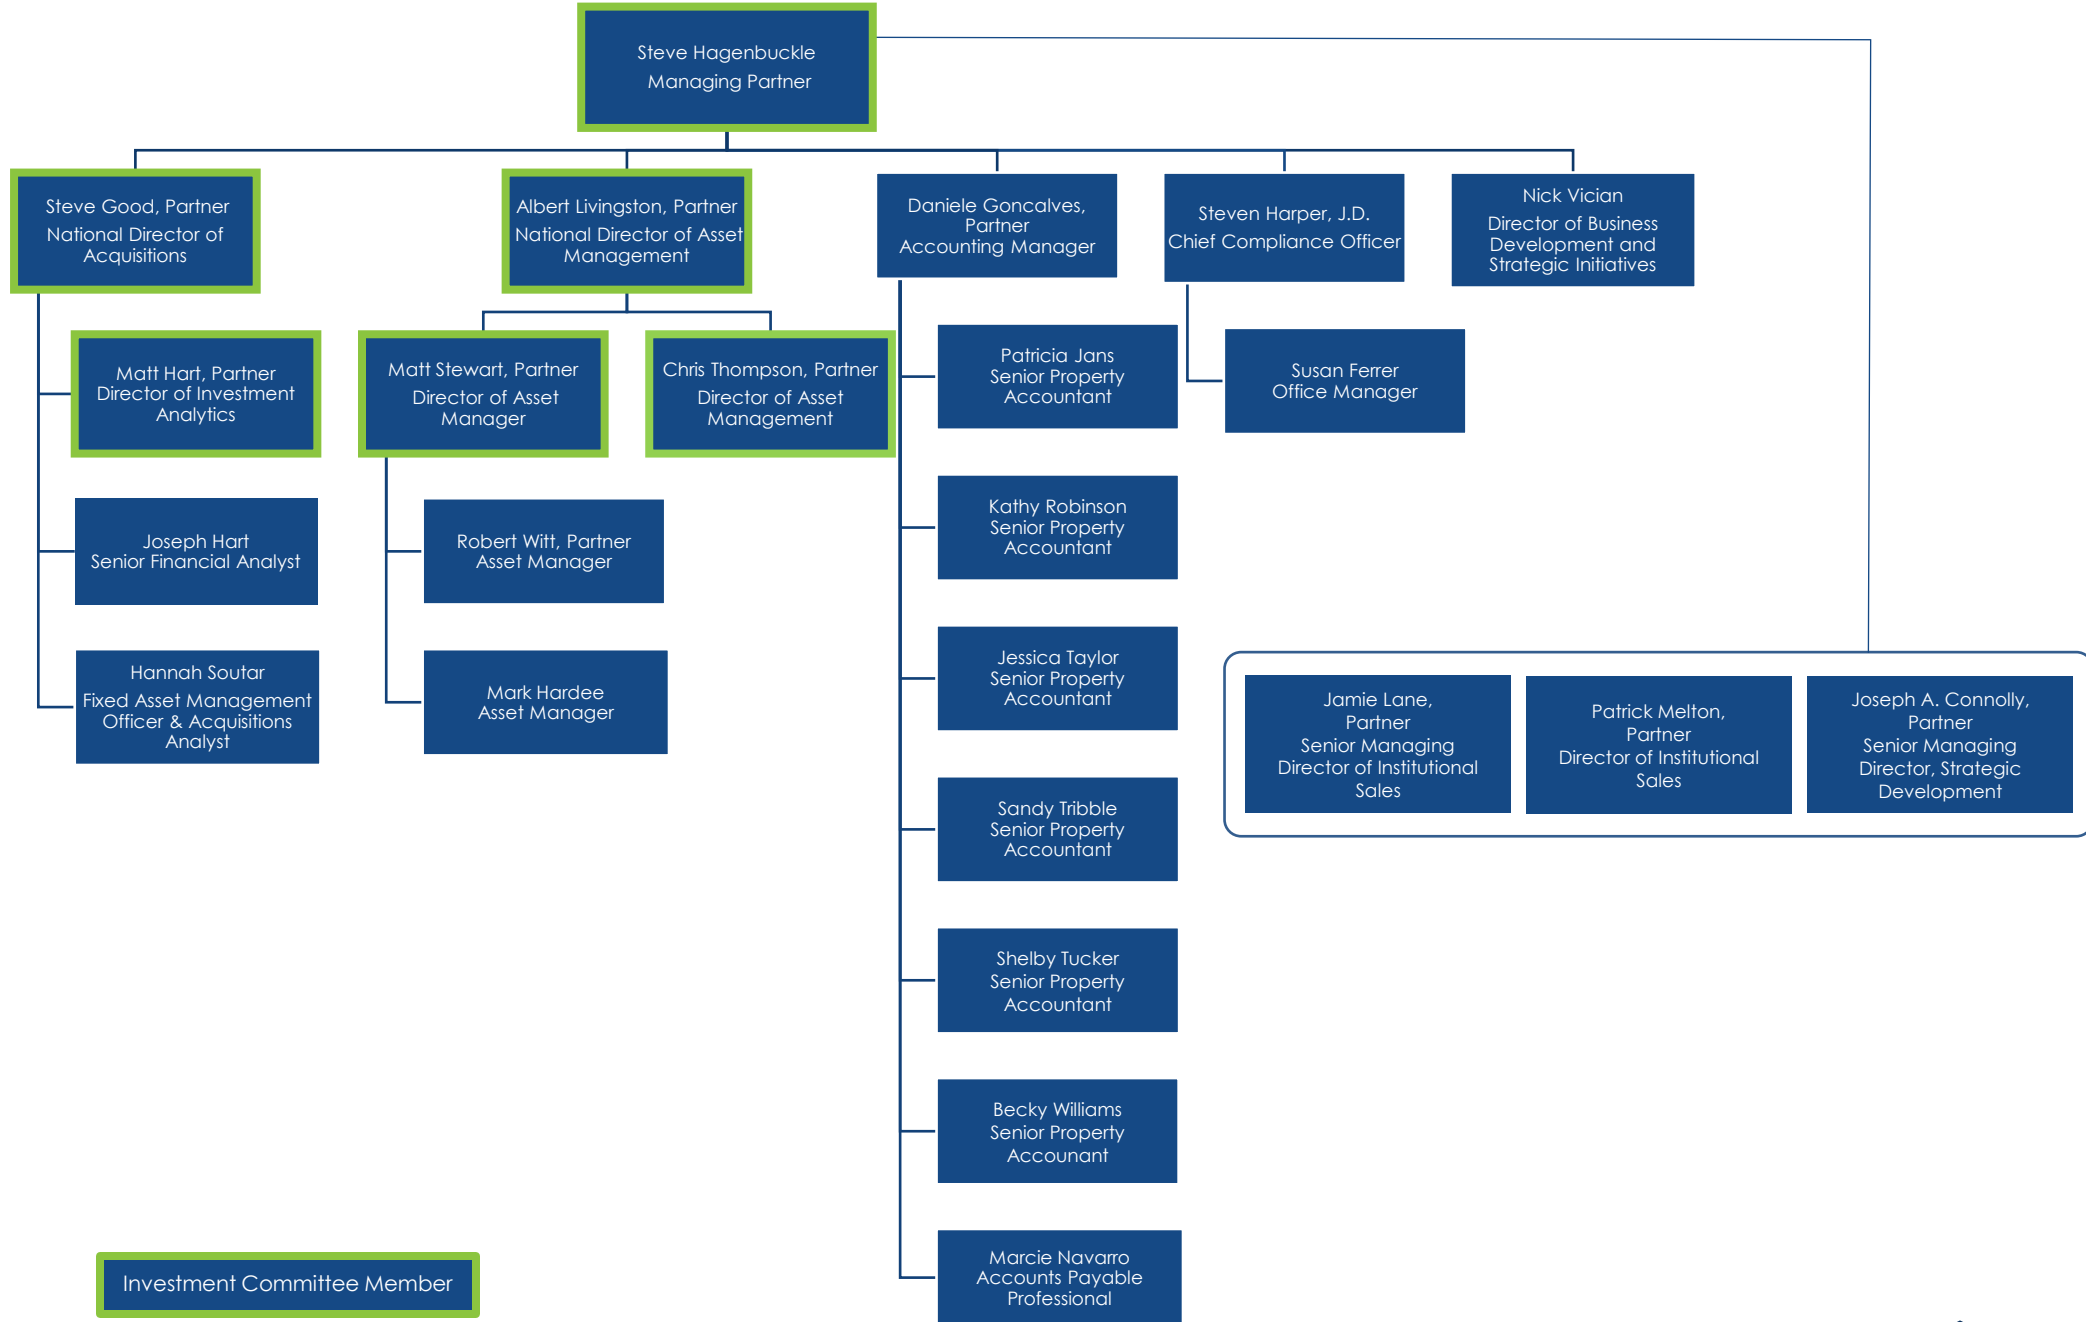 Steve Hagenbuckle
Managing Partner
Steve Good, Partner
National Director of
Acquisitions
Albert Livingston, Partner
National Director of Asset
Management
Daniele Goncalves,
Partner
Accounting Manager
Steven Harper, J.D.
Chief Compliance Officer
Nick Vician
Director of Business
Development and
Strategic Initiatives
Matt Hart, Partner
Director of Investment
Analytics
Matt Stewart, Partner
Director of Asset
Manager
Chris Thompson, Partner
Director of Asset
Management
Patricia Jans
Senior Property
Accountant
Susan Ferrer
Office Manager
Joseph Hart
Senior Financial Analyst
Robert Witt, Partner
Asset Manager
Kathy Robinson
Senior Property
Accountant
Hannah Soutar
Fixed Asset Management
Officer & Acquisitions
Analyst
Mark Hardee
Asset Manager
Jessica Taylor
Senior Property
Accountant
Jamie Lane,
Partner
Senior Managing
Director of Institutional
Sales
Patrick Melton,
Partner
Director of Institutional
Sales
Joseph A. Connolly,
Partner
Senior Managing
Director, Strategic
Development
Sandy Tribble
Senior Property
Accountant
Shelby Tucker
Senior Property
Accountant
Becky Williams
Senior Property
Accounant
Marcie Navarro
Accounts Payable
Professional
Investment Committee Member